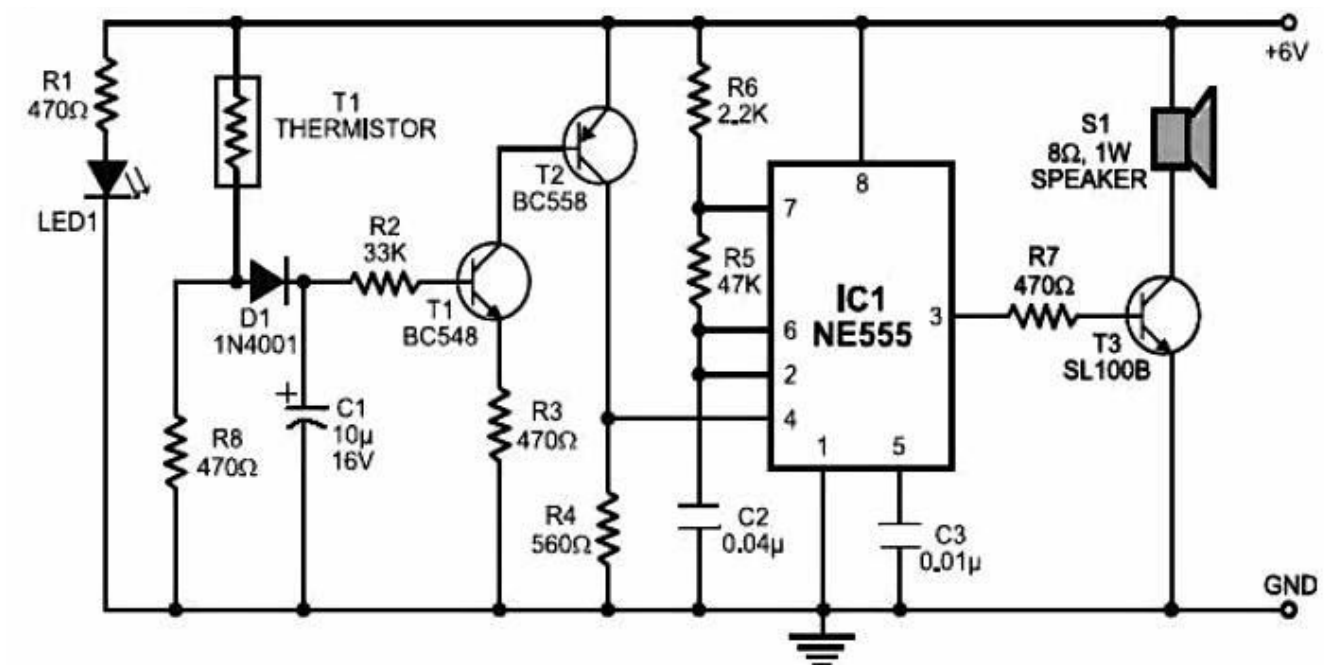 +6V
R1
470Ω
LED1
T1
THERMISTOR
D1
1N4001
R8
470Ω
+
C1
10µ
16V
R2
33K
T1
BC548
T2
BC558
R3
470Ω
R4
560Ω
R6
2.2K
R5
47K
C2
0.04µ
7
6
2
4
8
IC1
NE555
3
1
5
C3
0.01µ
R7
470Ω
S1
8Ω, 1W
SPEAKER
T3
SL100B
GND